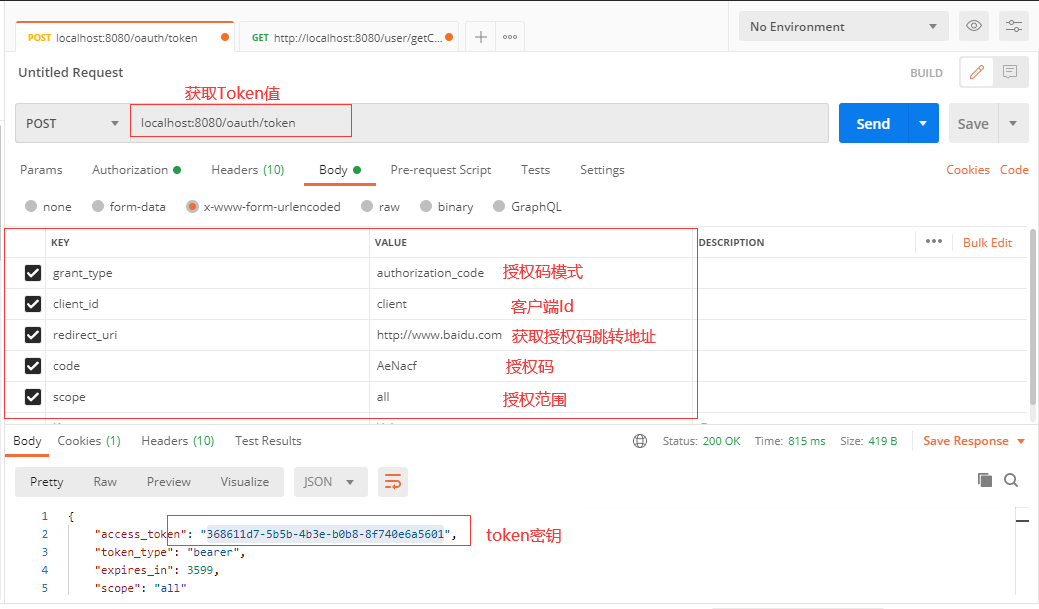 POST localhost:8080/oauth/token
GET http://localhost:8080/user/getC...
No Environment
Untitled Request
BUILD
获取Token值
POST
localhost:8080/oauth/token
Send
Save
Params
Authorization
Headers (10)
Body
Pre-request Script
Tests
Settings
Cookies
Code
none
form-data
x-www-form-urlencoded
raw
binary
GraphQL
KEY VALUE DESCRIPTION
Bulk Edit
grant_type authorization_code 授权码模式
client_id client 客户端Id
redirect_uri http://www.baidu.com 获取授权码跳转地址
code AeNacf 授权码
scope all 授权范围
Body
Cookies (1)
Headers (10)
Test Results
Status: 200 OK
Time: 815 ms
Size: 419 B
Save Response
Pretty
Raw
Preview
Visualize
JSON
1 {
2 "access_token": "368611d7-5b5b-4b3e-b0b8-8f740e6a5601", token密钥
3 "token_type": "bearer",
4 "expires_in": 3599,
5 "scope": "all"